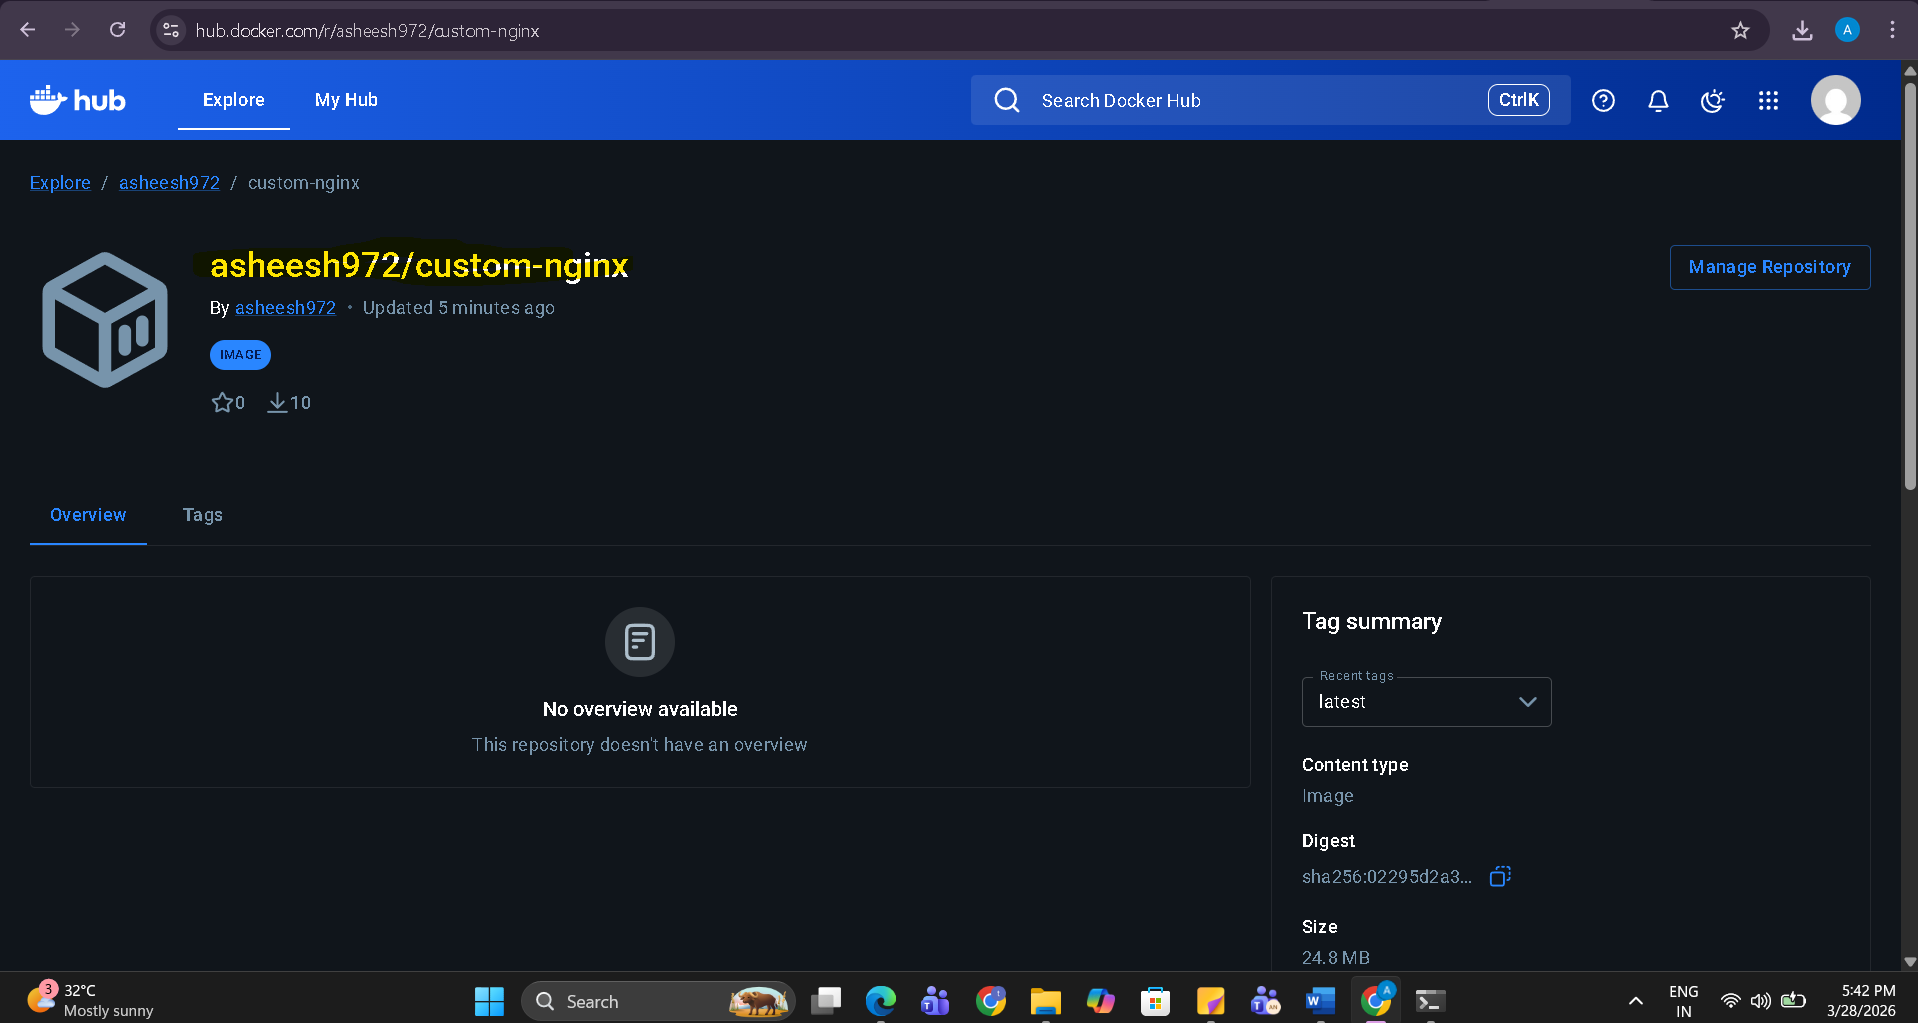 hub.docker.com/r/asheesh972/custom-nginx
A
hub
Explore
My Hub
Search Docker Hub
CtrlK
Explore / asheesh972 / custom-nginx
asheesh972/custom-nginx
Manage Repository
By asheesh972 • Updated 5 minutes ago
IMAGE
0
10
Overview
Tags
No overview available
This repository doesn't have an overview
Tag summary
Recent tags
latest
Content type
Image
Digest
sha256:02295d2a3...
Size
24.8 MB
3
32°C
Mostly sunny
Search
ENG
IN
5:42 PM
3/28/2026